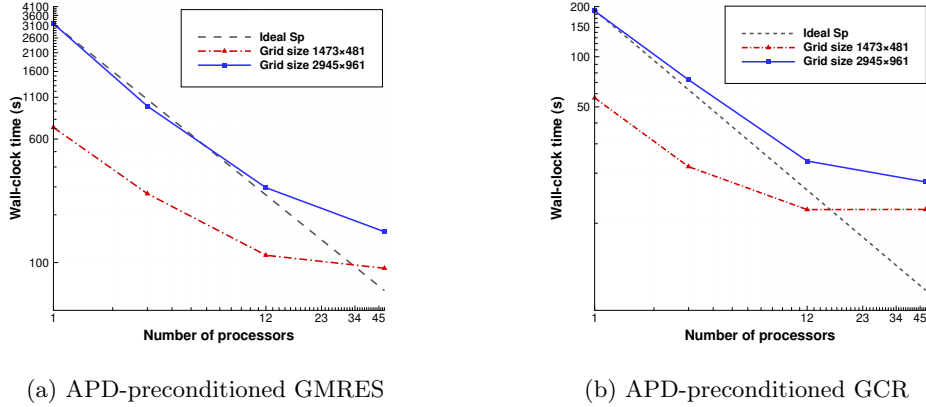 4100
3600
3100
2600
2100
1600
1100
600
100
Wall-clock time (s)
Ideal Sp
Grid size 1473×481
Grid size 2945×961
1
12
23
34
45
Number of processors
(a) APD-preconditioned GMRES
200
150
100
50
Wall-clock time (s)
Ideal Sp
Grid size 1473×481
Grid size 2945×961
1
12
23
34
45
Number of processors
(b) APD-preconditioned GCR